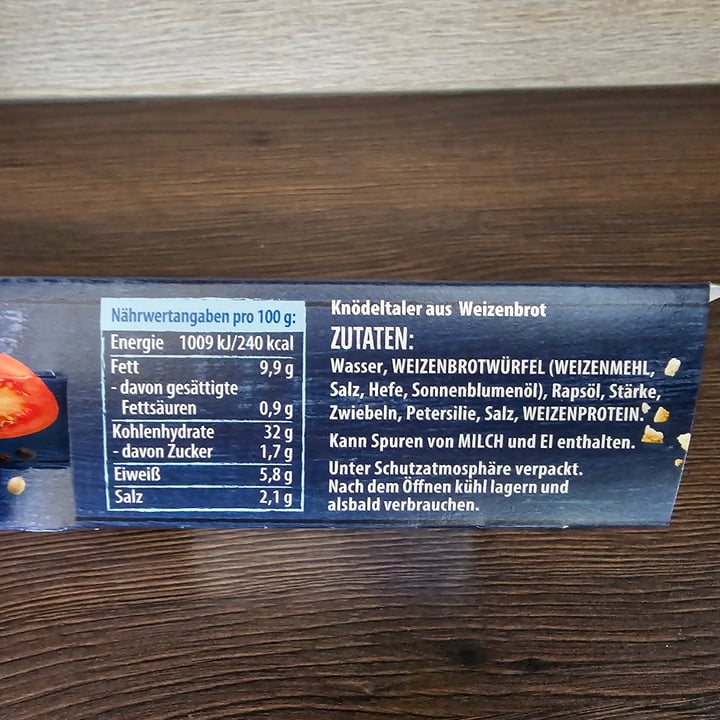 Nährwertangaben pro 100 g:
Energie 1009 kJ/240 kcal
Fett 9,9 g
- davon gesättigte
Fettsäuren 0,9 g
Kohlenhydrate 32 g
- davon Zucker 1,7 g
Eiweiß 5,8 g
Salz 2,1 g
Knödeltaler aus Weizenbrot
ZUTATEN:
Wasser, WEIZENBROTWÜRFEL (WEIZENMEHL,
Salz, Hefe, Sonnenblumenöl), Rapsöl, Stärke,
Zwiebeln, Petersilie, Salz, WEIZENPROTEIN.
Kann Spuren von MILCH und EI enthalten.
Unter Schutzatmosphäre verpackt.
Nach dem Öffnen kühl lagern und
alsbald verbrauchen.